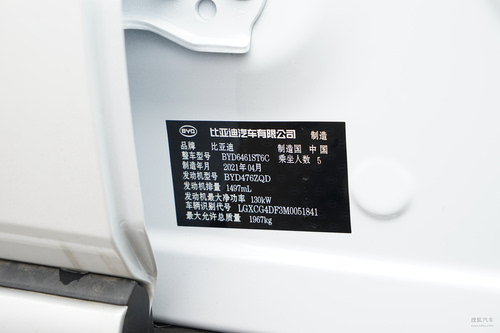 BYD 比亚迪汽车有限公司 制造
品牌 比亚迪 制造国 中国
整车型号 BYD6461ST6C 乘坐人数 5
制造年月 2021年04月
发动机型号 BYD476ZQD
发动机排量 1497mL
发动机最大净功率 130kW
车辆识别代号 LGXCG4DF3M0051841
最大允许总质量 1967kg
搜狐汽车